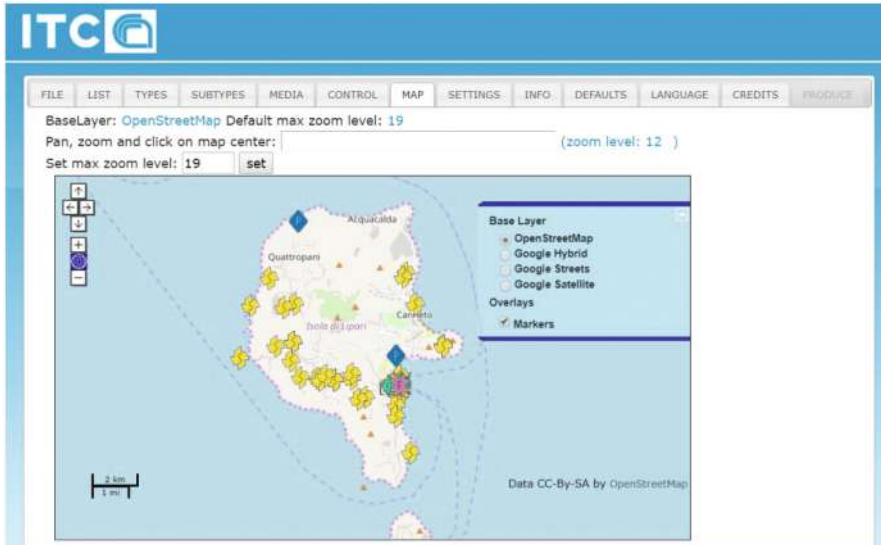 ITC
FILE LIST TYPES SUBTYPES MEDIA CONTROL MAP SETTINGS INFO DEFAULTS LANGUAGE CREDITS PRODUCE
BaseLayer: OpenStreetMap Default max zoom level: 19
Pan, zoom and click on map center: (zoom level: 12 )
Set max zoom level: 19 set
Acquacalda
Quattropani
Canneto
Isola di Lipari
Base Layer
OpenStreetMap
Google Hybrid
Google Streets
Google Satellite
Overlays
Markers
2 km
1 mi
Data CC-By-SA by OpenStreetMap